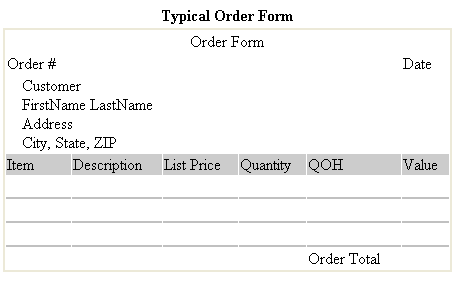 Typical Order Form
Order Form
Order # Date
Customer
FirstName LastName
Address
City, State, ZIP
Item Description List Price Quantity QOH Value
Order Total